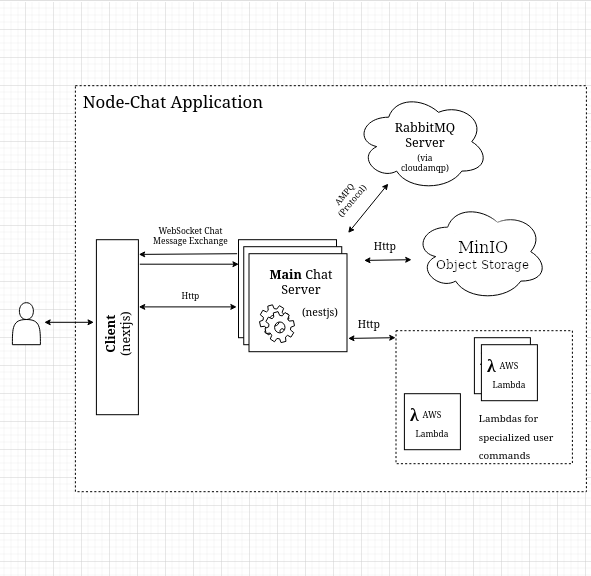 Node-Chat Application
RabbitMQ
Server
(via
cloudamqp)
AMPQ
(Protocol)
WebSocket Chat
Message Exchange
Http
Client
(nextjs)
Main Chat
Server
(nestjs)
Http
MinIO
Object Storage
Http
λ AWS
Lambda
λ AWS
Lambda
Lambdas for
specialized user
commands